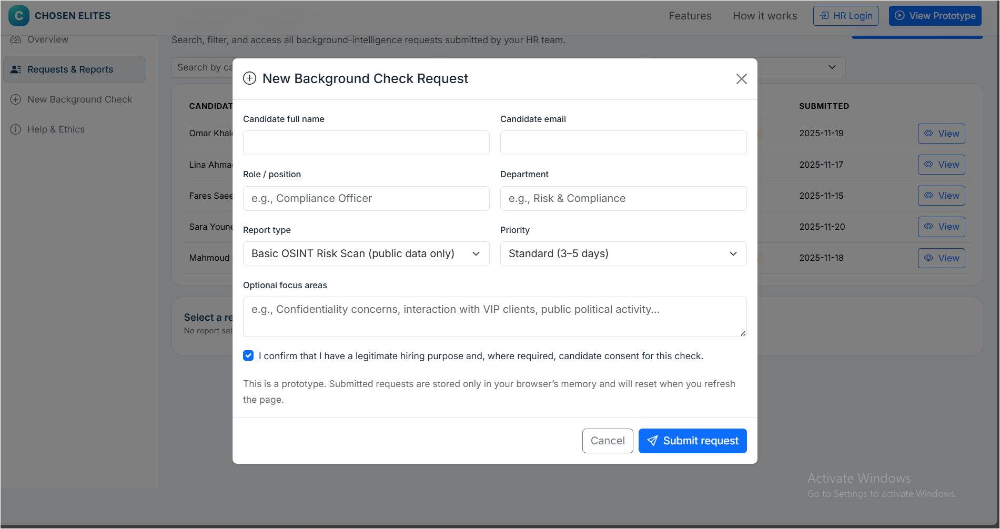 C CHOSEN ELITES
Features
How it works
HR Login
View Prototype
Overview
Requests & Reports
New Background Check
Help & Ethics
Search, filter, and access all background-intelligence requests submitted by your HR team.
Search by ca
CANDIDAT
SUBMITTED
Omar Khal
2025-11-19
View
Lina Ahma
2025-11-17
View
Fares Saee
2025-11-15
View
Sara Youne
2025-11-20
View
Mahmoud
2025-11-18
View
Select a re
No report sel
New Background Check Request
Candidate full name
Candidate email
Role / position
Department
e.g., Compliance Officer
e.g., Risk & Compliance
Report type
Priority
Basic OSINT Risk Scan (public data only)
Standard (3–5 days)
Optional focus areas
e.g., Confidentiality concerns, interaction with VIP clients, public political activity...
I confirm that I have a legitimate hiring purpose and, where required, candidate consent for this check.
This is a prototype. Submitted requests are stored only in your browser’s memory and will reset when you refresh
the page.
Cancel
Submit request
Activate Windows
Go to Settings to activate Windows.